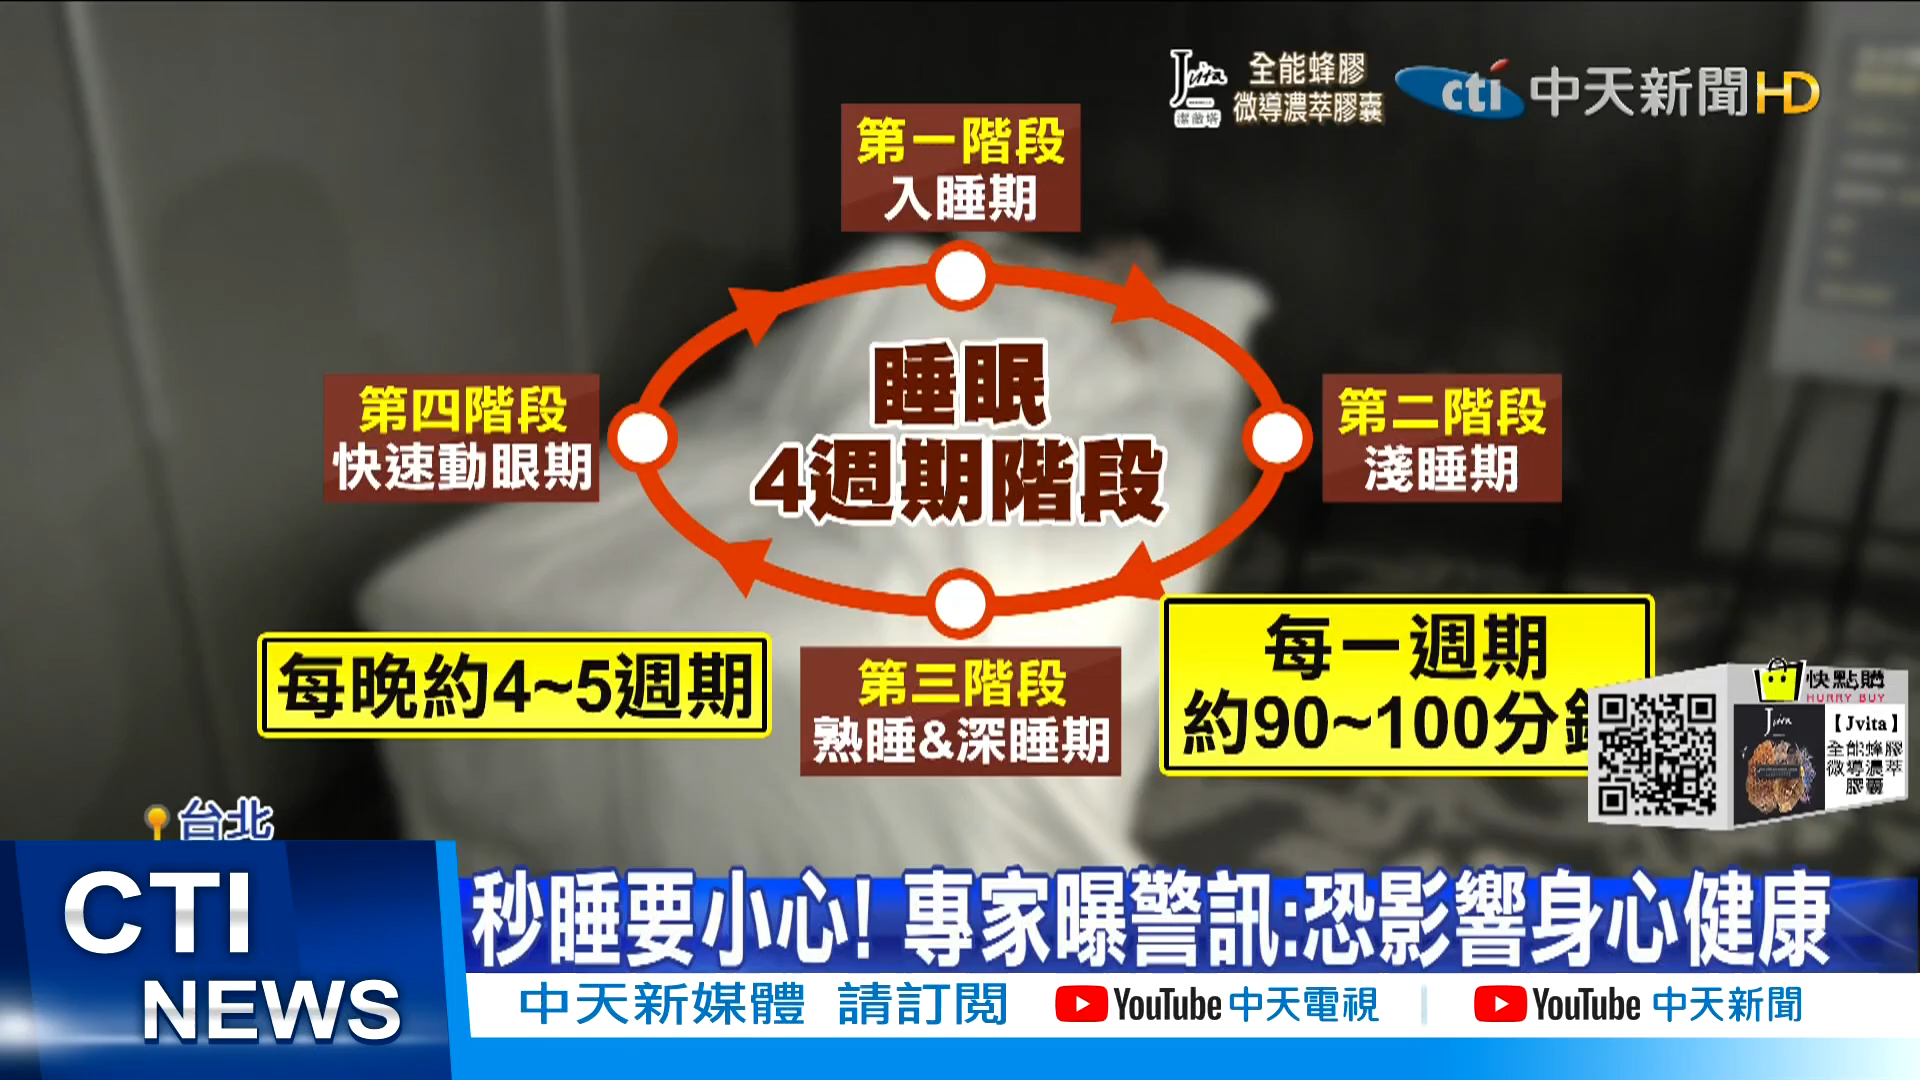 Jvita
潔薇塔
全能蜂膠
微導濃萃膠囊
cti 中天新聞HD
第一階段
入睡期
睡眠
4週期階段
第四階段
快速動眼期
第二階段
淺睡期
第三階段
熟睡&深睡期
每晚約4~5週期
每一週期
約90~100分鐘
快點購
HURRY BUY
Jvita
【Jvita】
全能蜂膠
微導濃萃
膠囊
台北
CTI
NEWS
秒睡要小心! 專家曝警訊:恐影響身心健康
中天新媒體 請訂閱 YouTube 中天電視 | YouTube 中天新聞